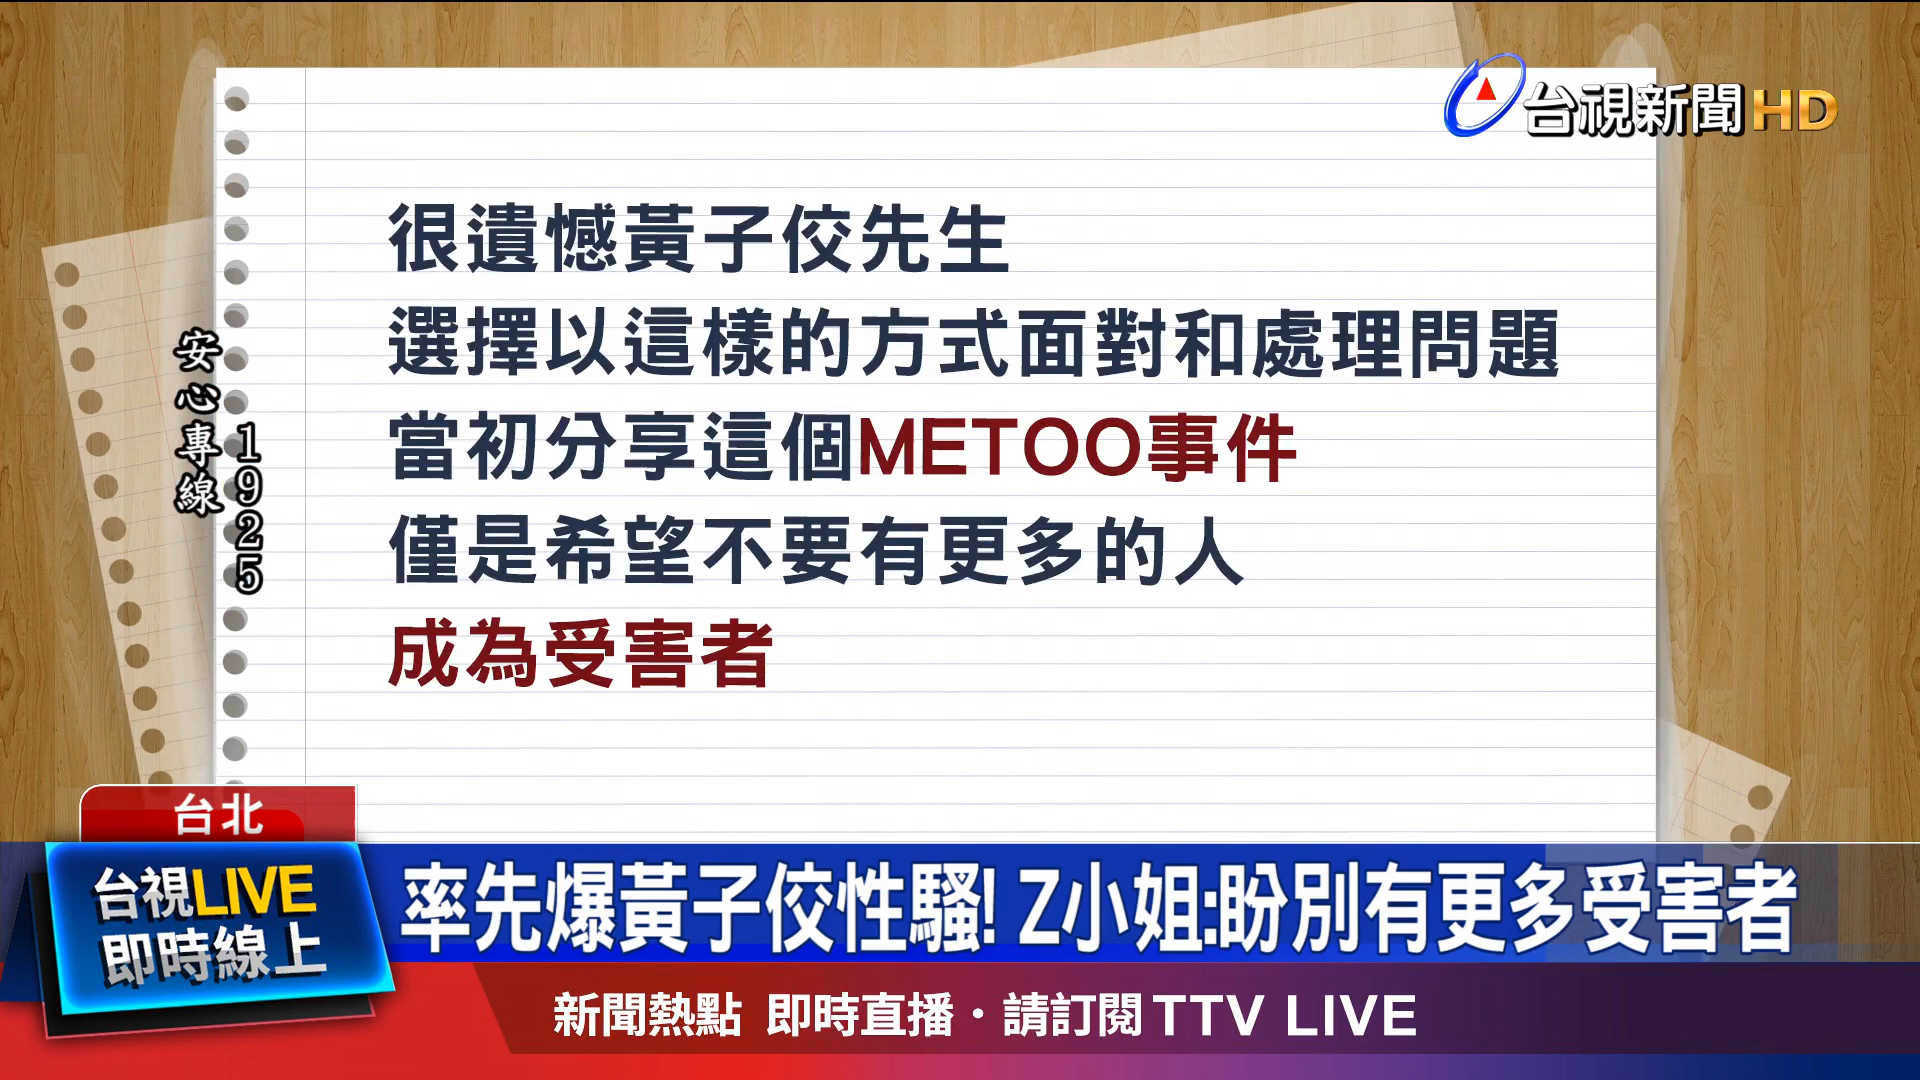 台視新聞HD
很遺憾黃子佼先生
選擇以這樣的方式面對和處理問題
當初分享這個METOO事件
僅是希望不要有更多的人
成為受害者
安心專線
1925
台北
台視LIVE
即時線上
率先爆黃子佼性騷! Z小姐:盼別有更多受害者
新聞熱點 即時直播・請訂閱TTV LIVE